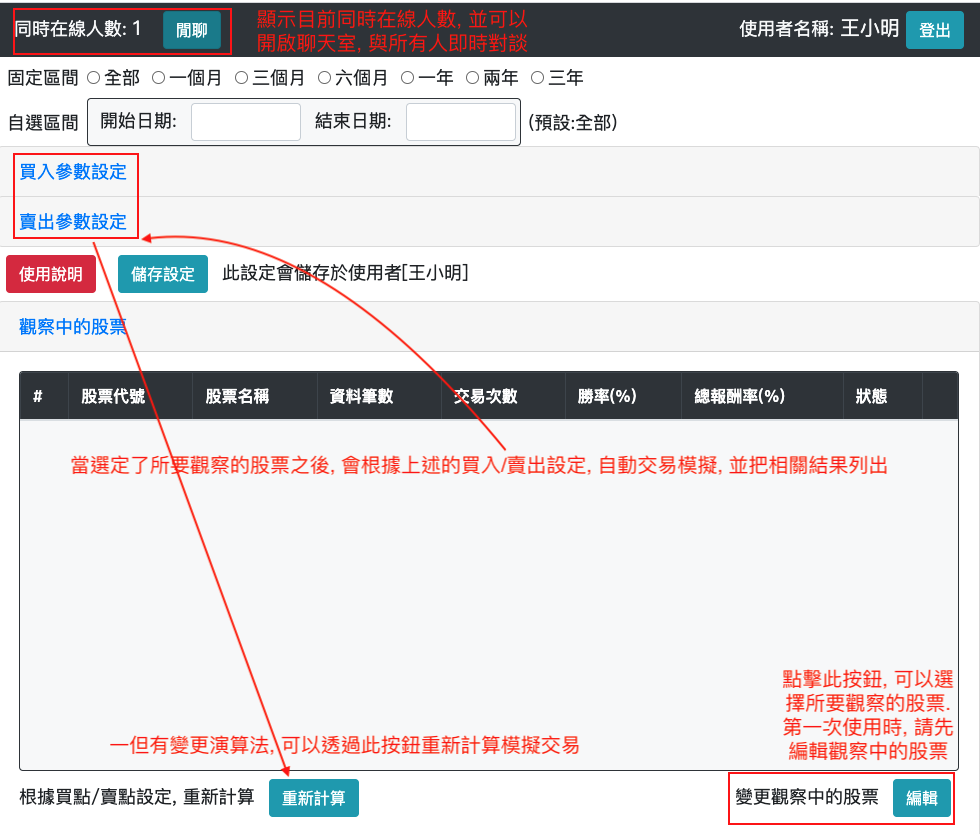 同時在線人數: 1 閒聊
顯示目前同時在線人數, 並可以
開啟聊天室, 與所有人即時對談
使用者名稱: 王小明 登出
固定區間 全部 一個月 三個月 六個月 一年 兩年 三年
自選區間 開始日期: 結束日期: (預設:全部)
買入參數設定
賣出參數設定
使用說明 儲存設定 此設定會儲存於使用者[王小明]
觀察中的股票
# 股票代號 股票名稱 資料筆數 交易次數 勝率(%) 總報酬率(%) 狀態
當選定了所要觀察的股票之後, 會根據上述的買入/賣出設定, 自動交易模擬, 並把相關結果列出
點擊此按鈕, 可以選
擇所要觀察的股票.
第一次使用時, 請先
編輯觀察中的股票
一但有變更演算法, 可以透過此按鈕重新計算模擬交易
根據買點/賣點設定, 重新計算 重新計算
變更觀察中的股票 編輯